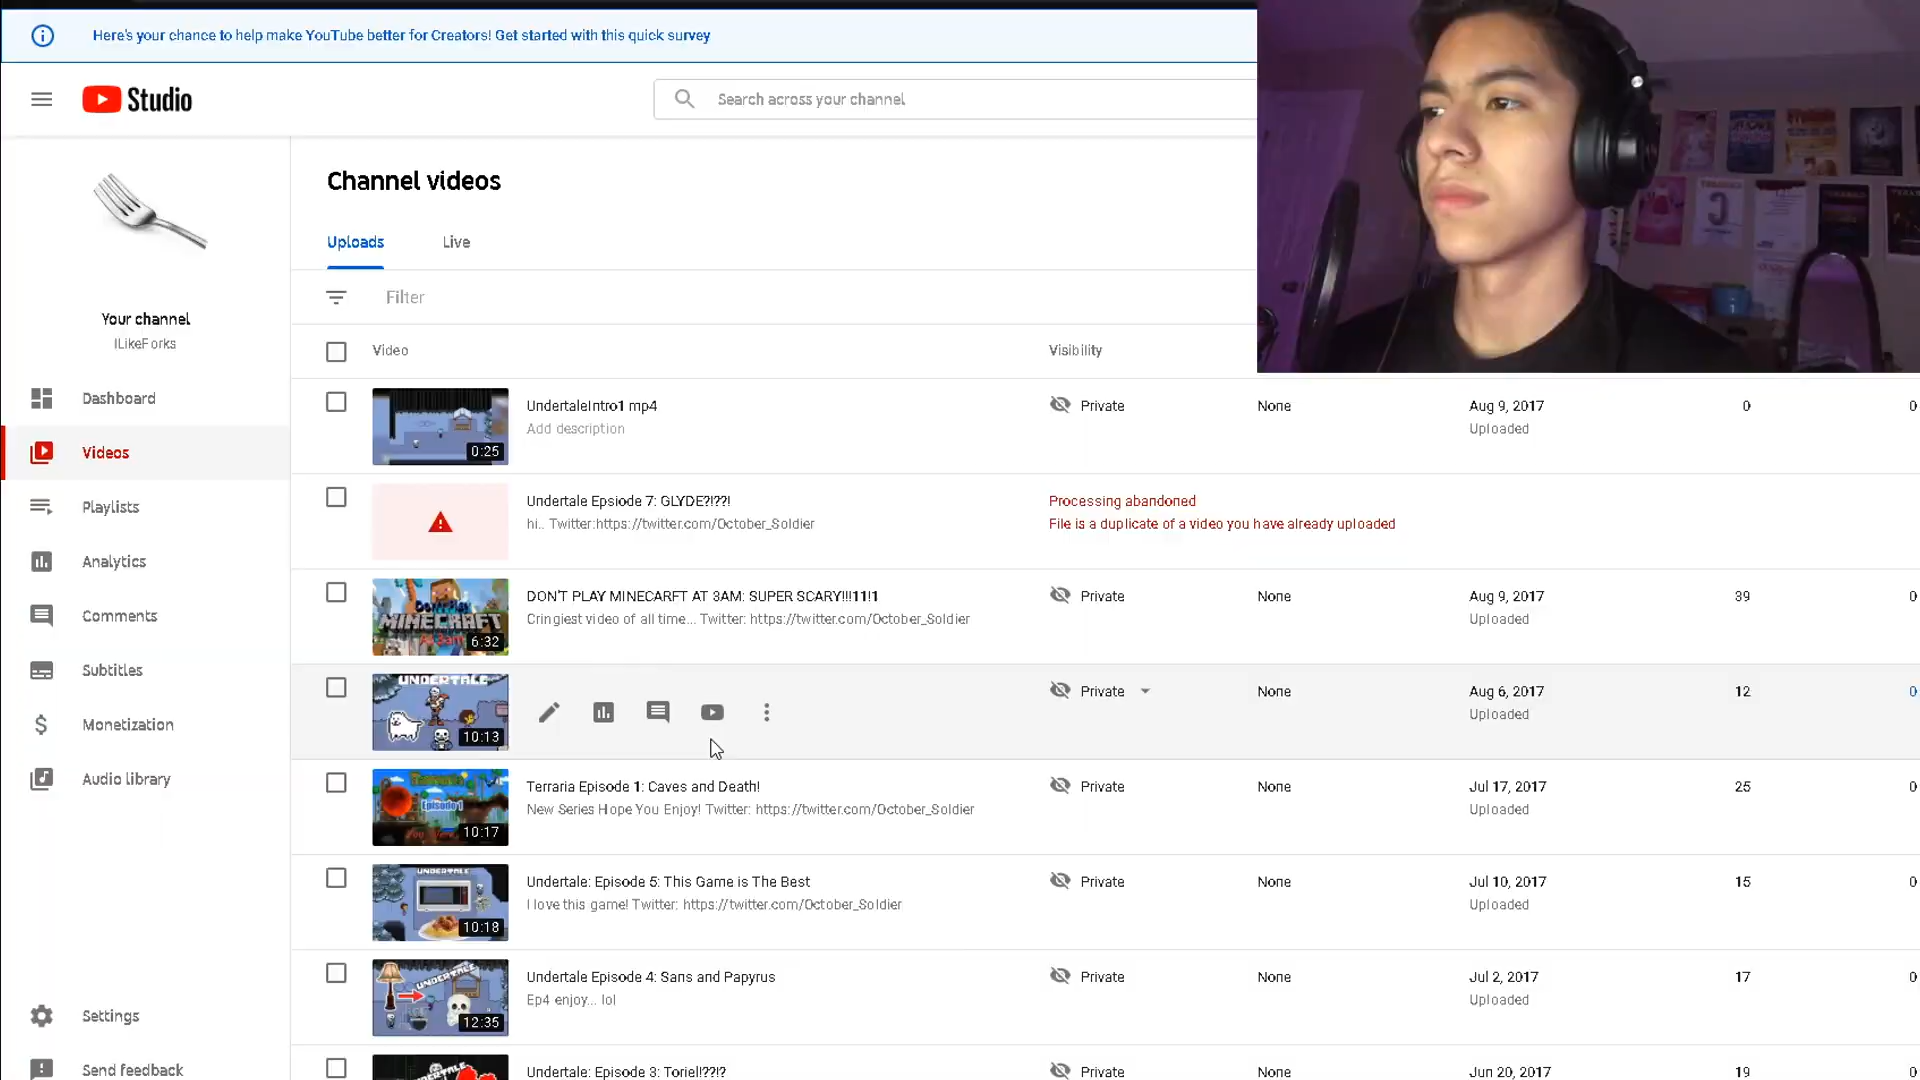 Here's your chance to help make YouTube better for Creators! Get started with this quick survey
Studio
Search across your channel
Channel videos
Uploads
Live
Filter
Your channel
ILikeForks
Dashboard
Videos
Playlists
Analytics
Comments
Subtitles
Monetization
Audio library
Settings
Send feedback
Video
Visibility
UndertaleIntro1 mp4
Add description
0:25
Private
None
Aug 9, 2017
Uploaded
0
0
Undertale Epsiode 7: GLYDE?!??!
hi.. Twitter:https://twitter.com/October_Soldier
Processing abandoned
File is a duplicate of a video you have already uploaded
MINECRAFT
6:32
DON'T PLAY MINECARFT AT 3AM: SUPER SCARY!!!11!1
Cringiest video of all time... Twitter: https://twitter.com/October_Soldier
Private
None
Aug 9, 2017
Uploaded
39
0
UNDERTALE
10:13
Private
None
Aug 6, 2017
Uploaded
12
0
Terraria
Episode 1
10:17
Terraria Episode 1: Caves and Death!
New Series Hope You Enjoy! Twitter: https://twitter.com/October_Soldier
Private
None
Jul 17, 2017
Uploaded
25
0
UNDERTALE
10:18
Undertale: Episode 5: This Game is The Best
I love this game! Twitter: https://twitter.com/October_Soldier
Private
None
Jul 10, 2017
Uploaded
15
0
UNDERTALE
12:35
Undertale Episode 4: Sans and Papyrus
Ep4 enjoy... lol
Private
None
Jul 2, 2017
Uploaded
17
0
Undertale: Episode 3: Toriel!??!?
Private
None
Jun 20, 2017
19
0